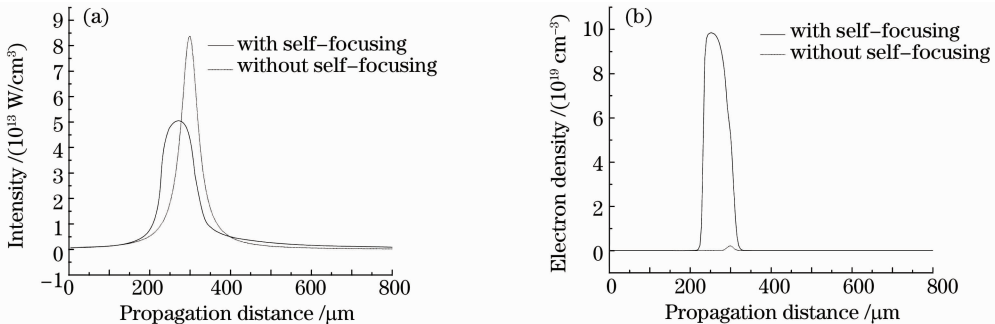 (a)
with self-focusing
without self-focusing
Intensity /(10¹³ W/cm³)
9
8
7
6
5
4
3
2
1
0
−1
0 200 400 600 800
Propagation distance /μm
(b)
with self-focusing
without self-focusing
Electron density /(10¹⁹ cm⁻³)
10
8
6
4
2
0
0 200 400 600 800
Propagation distance /μm